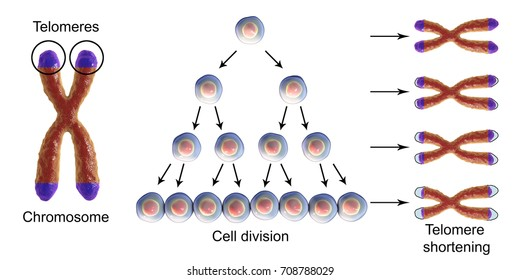 Telomeres
Chromosome
Cell division
Telomere
shortening
shutterstock.com · 708788029